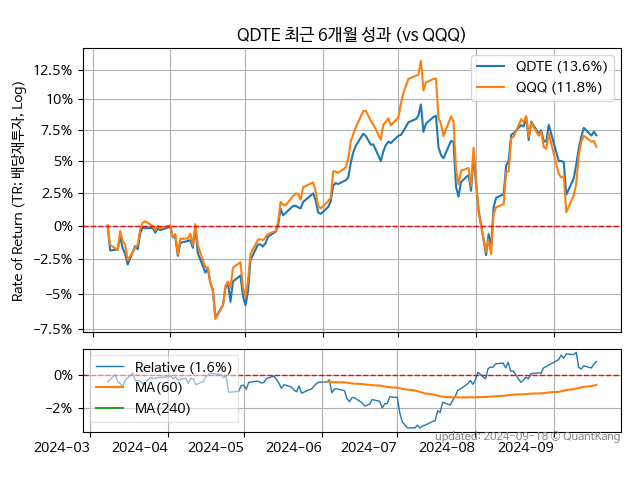 QDTE 최근 6개월 성과 (vs QQQ)
Rate of Return (TR: 배당재투자, Log)
12.5%
10%
7.5%
5%
2.5%
0%
−2.5%
−5%
−7.5%
QDTE (13.6%)
QQQ (11.8%)
0%
−2%
Relative (1.6%)
MA(60)
MA(240)
updated: 2024-09-18 © QuantKang
2024-03 2024-04 2024-05 2024-06 2024-07 2024-08 2024-09